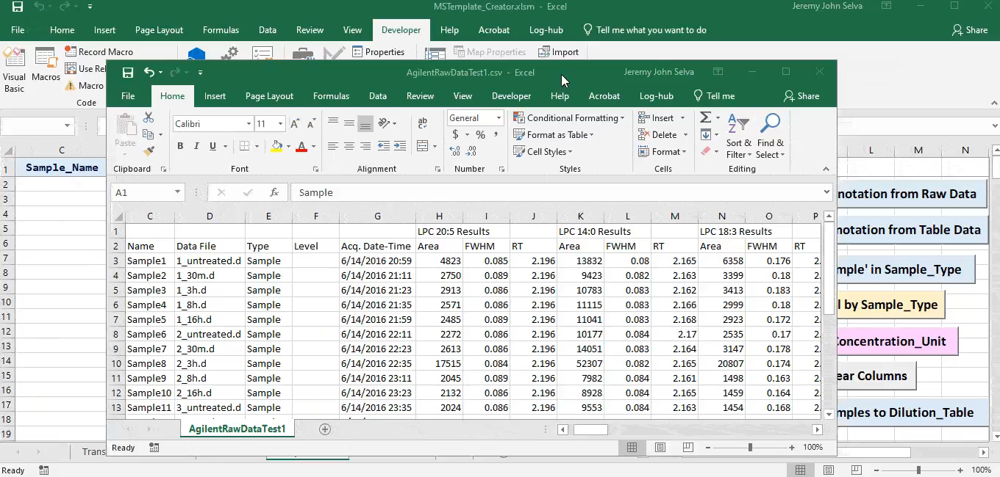 MSTemplate_Creator.xlsm - Excel
Jeremy John Selva
File Home Insert Page Layout Formulas Data Review View Developer Help Acrobat Log-hub Tell me what you want to do Share
Visual Basic
Macros
Record Macro
Use Rel
Macro
Code
Properties
Map Properties
Import
AgilentRawDataTest1.csv - Excel
Jeremy John Selva
File Home Insert Page Layout Formulas Data Review View Developer Help Acrobat Log-hub Tell me Share
Paste
Clipboard
Calibri 11
B I U
Font
Alignment
General
$ % ,
Number
Conditional Formatting
Format as Table
Cell Styles
Styles
Insert
Delete
Format
Cells
Sort & Filter
Find & Select
Editing
A1 fx Sample
C D E F G H I J K L M N O P
1 LPC 20:5 Results LPC 14:0 Results LPC 18:3 Results
2 Name Data File Type Level Acq. Date-Time Area FWHM RT Area FWHM RT Area FWHM RT
3 Sample1 1_untreated.d Sample 6/14/2016 20:59 4823 0.085 2.196 13832 0.08 2.165 6358 0.176 2.
4 Sample2 1_30m.d Sample 6/14/2016 21:11 2750 0.089 2.196 9423 0.082 2.163 3399 0.18 2.
5 Sample3 1_3h.d Sample 6/14/2016 21:23 2913 0.086 2.196 10783 0.083 2.162 3413 0.183 2.
6 Sample4 1_8h.d Sample 6/14/2016 21:35 2571 0.086 2.196 11115 0.083 2.166 2999 0.18 2.
7 Sample5 1_16h.d Sample 6/14/2016 21:59 2485 0.089 2.196 11041 0.083 2.168 2923 0.172 2.
8 Sample6 2_untreated.d Sample 6/14/2016 22:11 2272 0.086 2.196 10177 0.084 2.17 2535 0.17 2.
9 Sample7 2_30m.d Sample 6/14/2016 22:23 2613 0.086 2.196 14051 0.083 2.164 3147 0.178 2.
10 Sample8 2_3h.d Sample 6/14/2016 22:35 17515 0.084 2.196 52307 0.082 2.165 20807 0.174 2.
11 Sample9 2_8h.d Sample 6/14/2016 23:11 2045 0.089 2.196 7982 0.084 2.161 1498 0.163 2.
12 Sample10 2_16h.d Sample 6/14/2016 23:23 2132 0.086 2.196 8928 0.084 2.165 1459 0.164 2.
13 Sample11 3_untreated.d Sample 6/14/2016 23:35 2024 0.086 2.196 9553 0.084 2.163 1454 0.168 2.
AgilentRawDataTest1
Ready 100%
C
1 Sample_Name
2
3
4
5
6
7
8
9
10
11
12
13
14
15
16
17
18
19
L M N
notation from Raw Data
notation from Table Data
mple' in Sample_Type
l by Sample_Type
Concentration_Unit
ear Columns
mples to Dilution_Table
Trans
Ready 100%